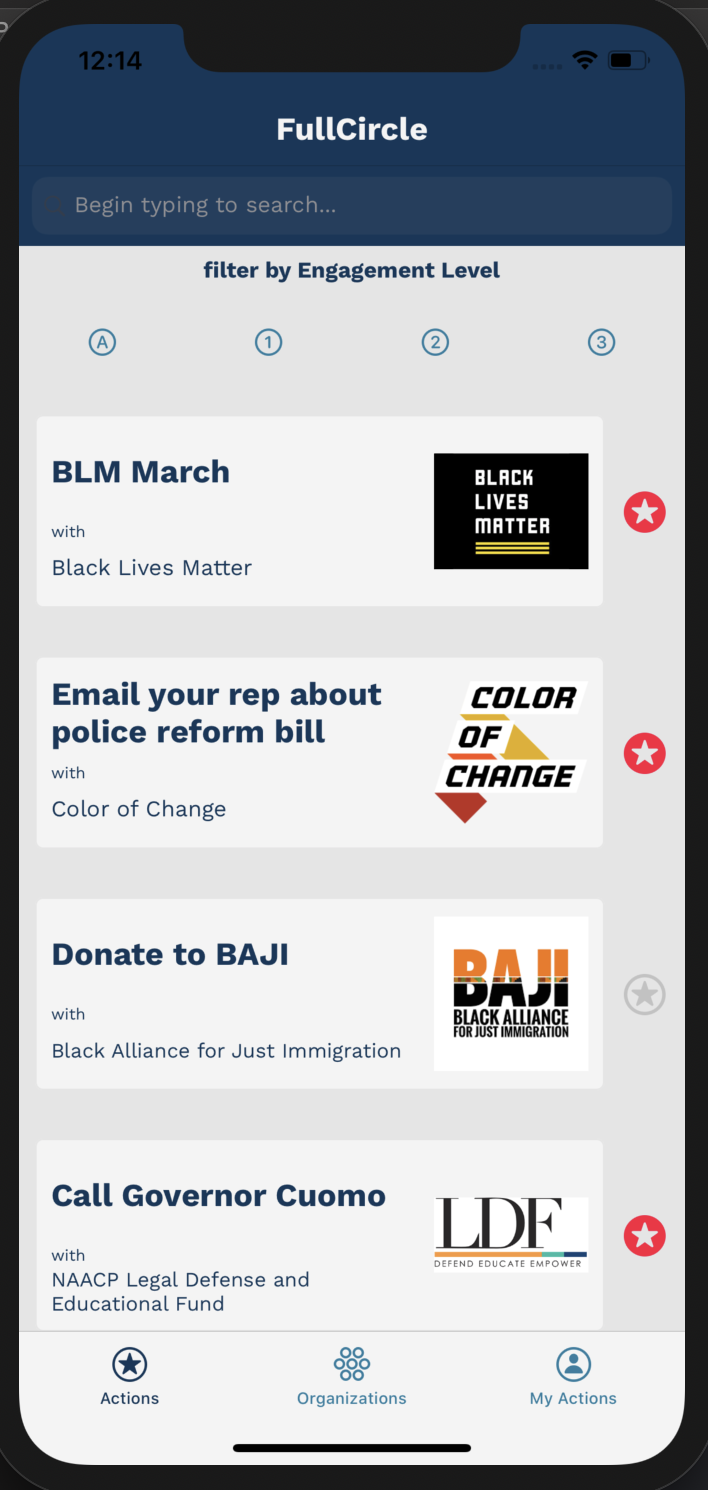 12:14
FullCircle
Begin typing to search...
filter by Engagement Level
A 1 2 3
BLM March
with
Black Lives Matter
BLACK
LIVES
MATTER
Email your rep about
police reform bill
with
Color of Change
COLOR
OF
CHANGE
Donate to BAJI
with
Black Alliance for Just Immigration
BAJI
BLACK ALLIANCE
FOR JUST IMMIGRATION
Call Governor Cuomo
with
NAACP Legal Defense and
Educational Fund
LDF
DEFEND EDUCATE EMPOWER
Actions
Organizations
My Actions